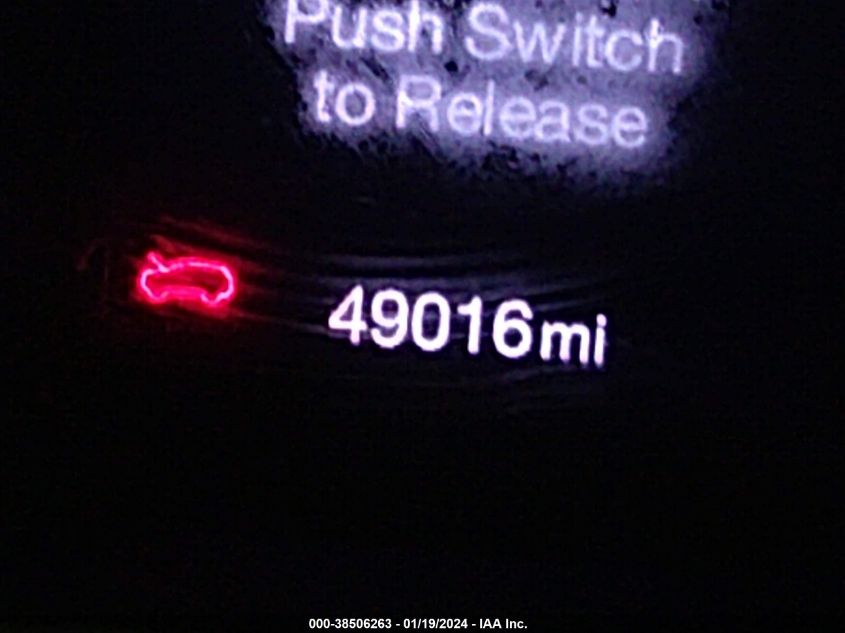 Push Switch
to Release
49016mi
000-38506263 - 01/19/2024 - IAA Inc.